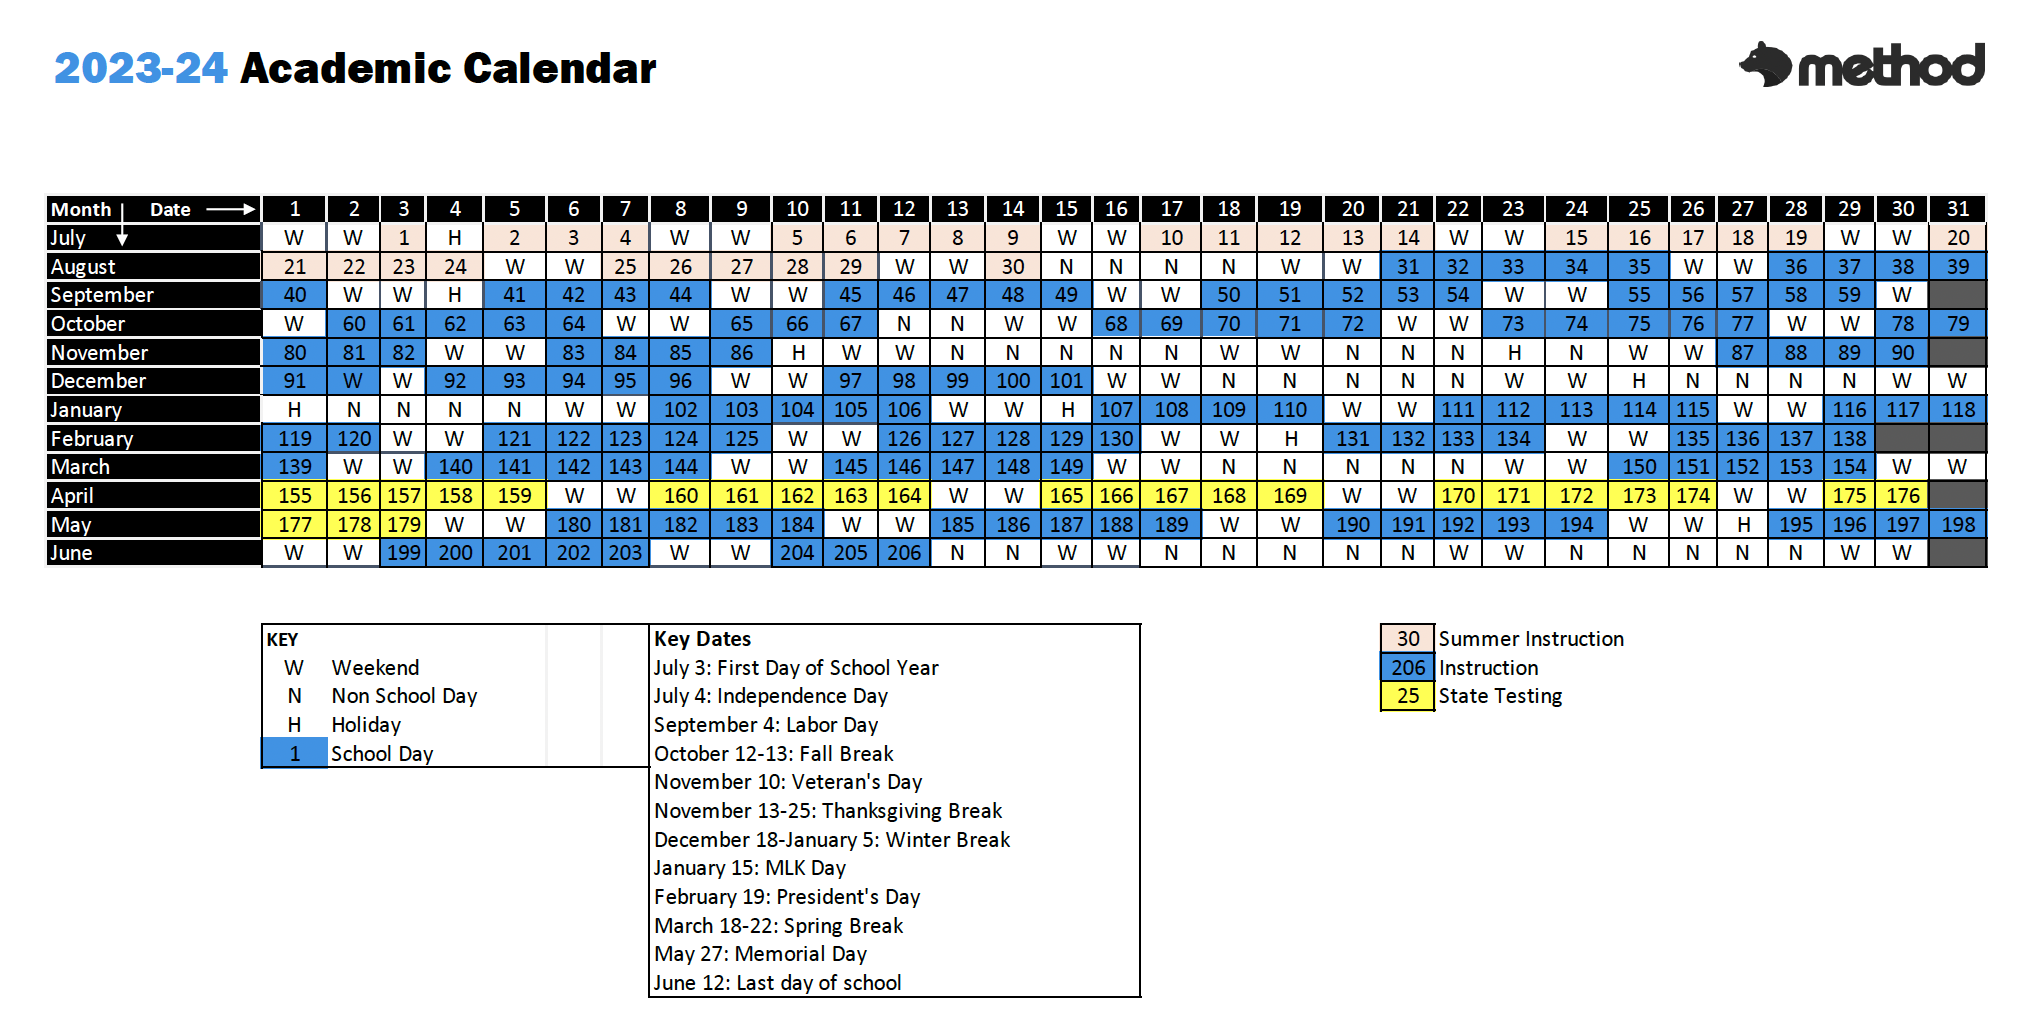 2023-24 Academic Calendar
method
Month Date 1 2 3 4 5 6 7 8 9 10 11 12 13 14 15 16 17 18 19 20 21 22 23 24 25 26 27 28 29 30 31
July W W 1 H 2 3 4 W W 5 6 7 8 9 W W 10 11 12 13 14 W W 15 16 17 18 19 W W 20
August 21 22 23 24 W W 25 26 27 28 29 W W 30 N N N N W W 31 32 33 34 35 W W 36 37 38 39
September 40 W W H 41 42 43 44 W W 45 46 47 48 49 W W 50 51 52 53 54 W W 55 56 57 58 59 W
October W 60 61 62 63 64 W W 65 66 67 N N W W 68 69 70 71 72 W W 73 74 75 76 77 W W 78 79
November 80 81 82 W W 83 84 85 86 H W W N N N N N W W N N N H N W W 87 88 89 90
December 91 W W 92 93 94 95 96 W W 97 98 99 100 101 W W N N N N N W W H N N N N W W
January H N N N N W W 102 103 104 105 106 W W H 107 108 109 110 W W 111 112 113 114 115 W W 116 117 118
February 119 120 W W 121 122 123 124 125 W W 126 127 128 129 130 W W H 131 132 133 134 W W 135 136 137 138
March 139 W W 140 141 142 143 144 W W 145 146 147 148 149 W W N N N N N W W 150 151 152 153 154 W W
April 155 156 157 158 159 W W 160 161 162 163 164 W W 165 166 167 168 169 W W 170 171 172 173 174 W W 175 176
May 177 178 179 W W 180 181 182 183 184 W W 185 186 187 188 189 W W 190 191 192 193 194 W W H 195 196 197 198
June W W 199 200 201 202 203 W W 204 205 206 N N W W N N N N N W W N N N N N W W
KEY
W Weekend
N Non School Day
H Holiday
1 School Day
Key Dates
July 3: First Day of School Year
July 4: Independence Day
September 4: Labor Day
October 12-13: Fall Break
November 10: Veteran's Day
November 13-25: Thanksgiving Break
December 18-January 5: Winter Break
January 15: MLK Day
February 19: President's Day
March 18-22: Spring Break
May 27: Memorial Day
June 12: Last day of school
30 Summer Instruction
206 Instruction
25 State Testing